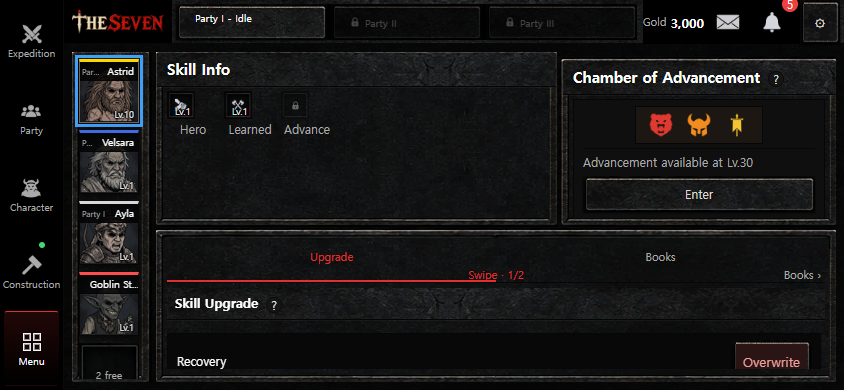 THE SEVEN
Party I - Idle
Party II
Party III
Gold 3,000
5
Expedition
Party
Character
Construction
Menu
Par... Astrid
Lv.10
P... Velsara
Lv.1
Party I Ayla
Lv.1
Goblin St...
Lv.1
2 free
Skill Info
Lv.1
Lv.1
Hero
Learned
Advance
Chamber of Advancement ?
Advancement available at Lv.30
Enter
Upgrade
Books
Swipe · 1/2
Books ›
Skill Upgrade ?
Recovery
Overwrite